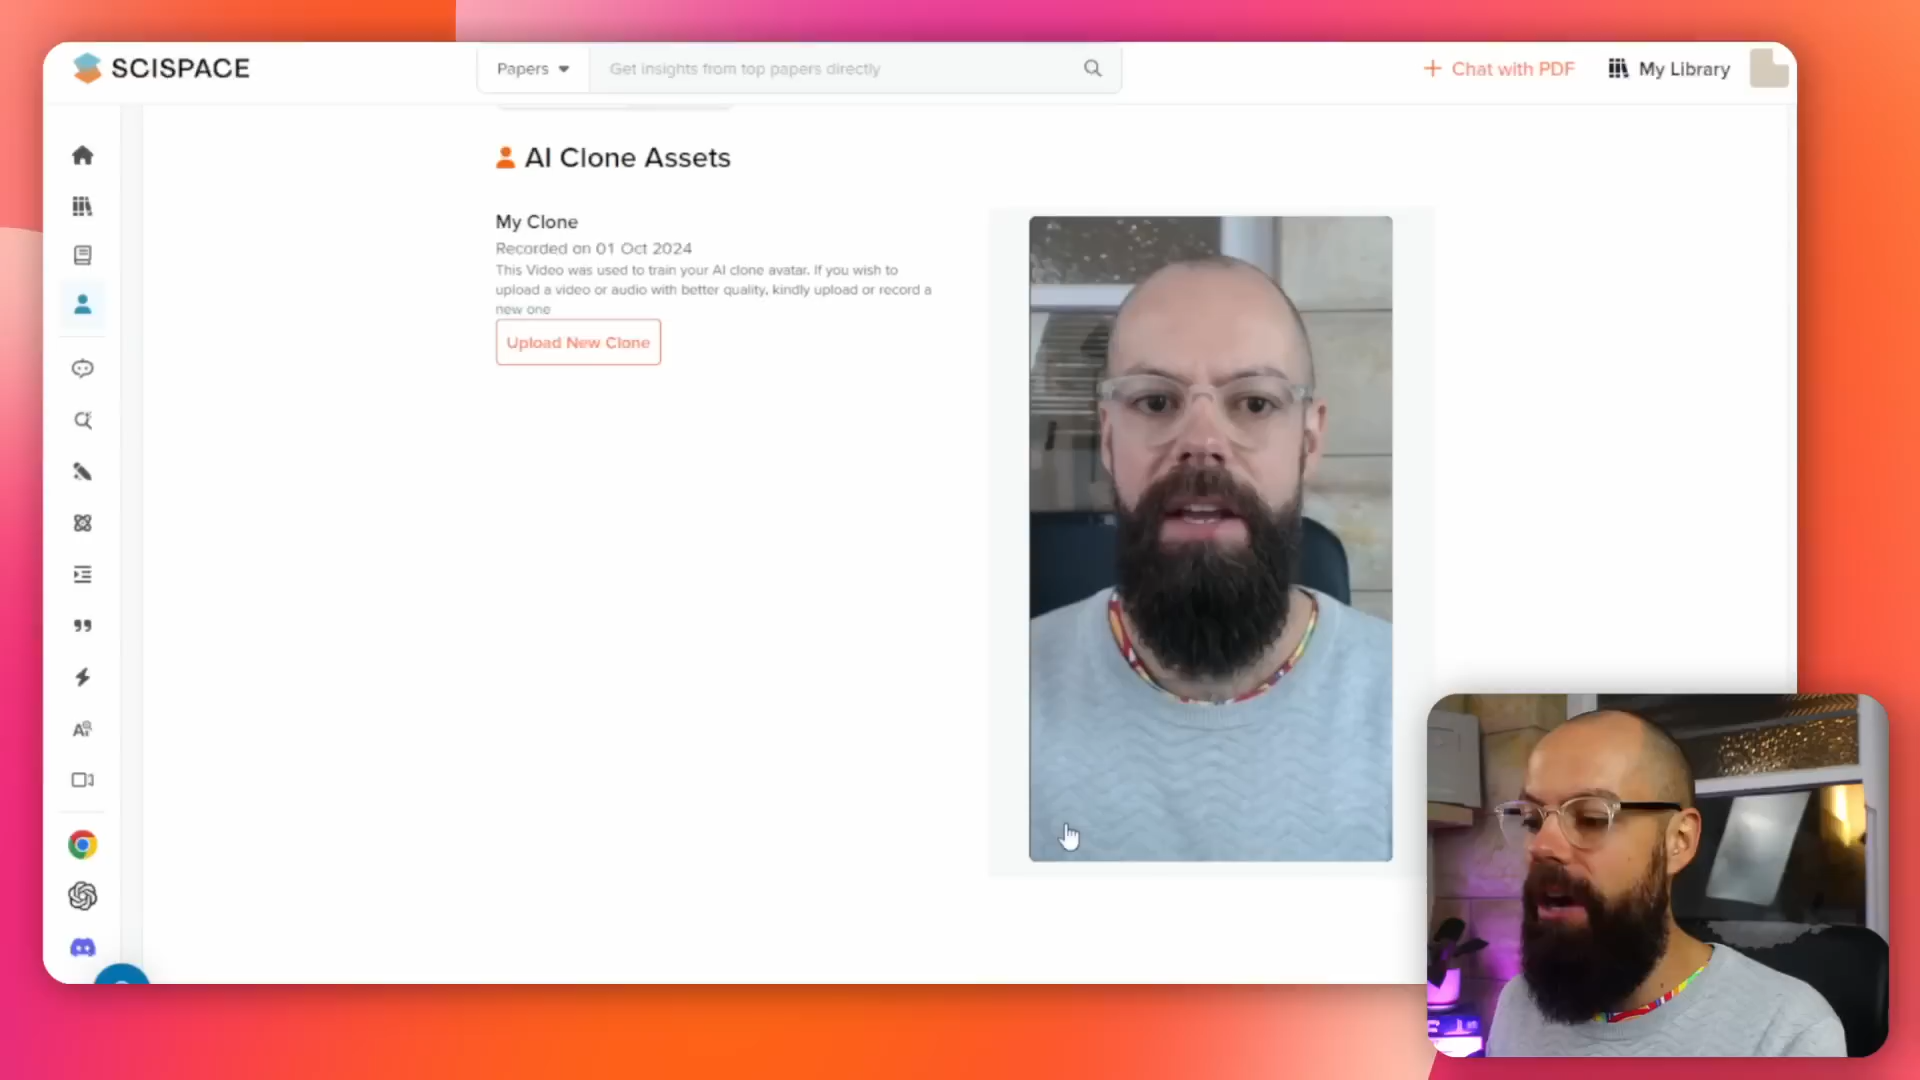 SCISPACE
Papers
Get insights from top papers directly
Chat with PDF
My Library
AI Clone Assets
My Clone
Recorded on 01 Oct 2024
This Video was used to train your AI clone avatar. If you wish to
upload a video or audio with better quality, kindly upload or record a
new one
Upload New Clone